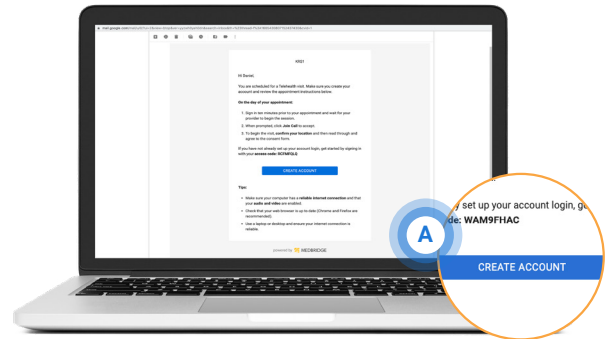 KRJ1
Hi Daniel,
You are scheduled for a Telehealth visit. Make sure you create your
account and review the appointment instructions below.
On the day of your appointment:
1. Sign in ten minutes prior to your appointment and wait for your
provider to begin the session.
2. When prompted, click Join Call to accept.
3. To begin the visit, confirm your location and then read through and
agree to the consent form.
If you have not already set up your account login, get started by signing in
with your access code:
CREATE ACCOUNT
Tips:
• Make sure your computer has a reliable internet connection and that
your audio and video are enabled.
• Check that your web browser is up to date (Chrome and Firefox are
recommended).
• Use a laptop or desktop and ensure your internet connection is
reliable.
powered by MEDBRIDGE
A
y set up your account login, ge
de: WAM9FHAC
CREATE ACCOUNT